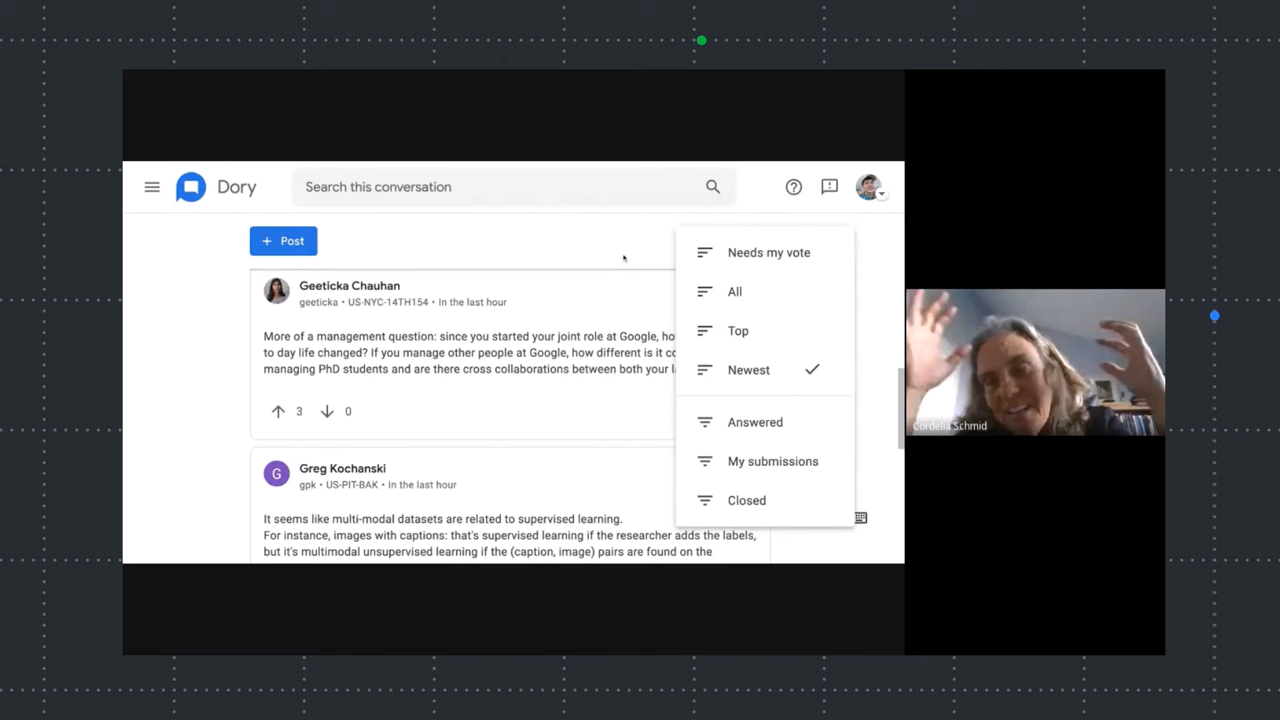 Dory
Search this conversation
+ Post
Geeticka Chauhan
geeticka • US-NYC-14TH154 • In the last hour
More of a management question: since you started your joint role at Google,
to day life changed? If you manage other people at Google, how different is it
managing PhD students and are there cross collaborations between both your
3 0
G
Greg Kochanski
gpk • US-PIT-BAK • In the last hour
It seems like multi-modal datasets are related to supervised learning.
For instance, images with captions: that's supervised learning if the researcher adds the labels,
but it's multimodal unsupervised learning if the (caption, image) pairs are found on the
Needs my vote
All
Top
Newest
Answered
My submissions
Closed
Cordelia Schmid